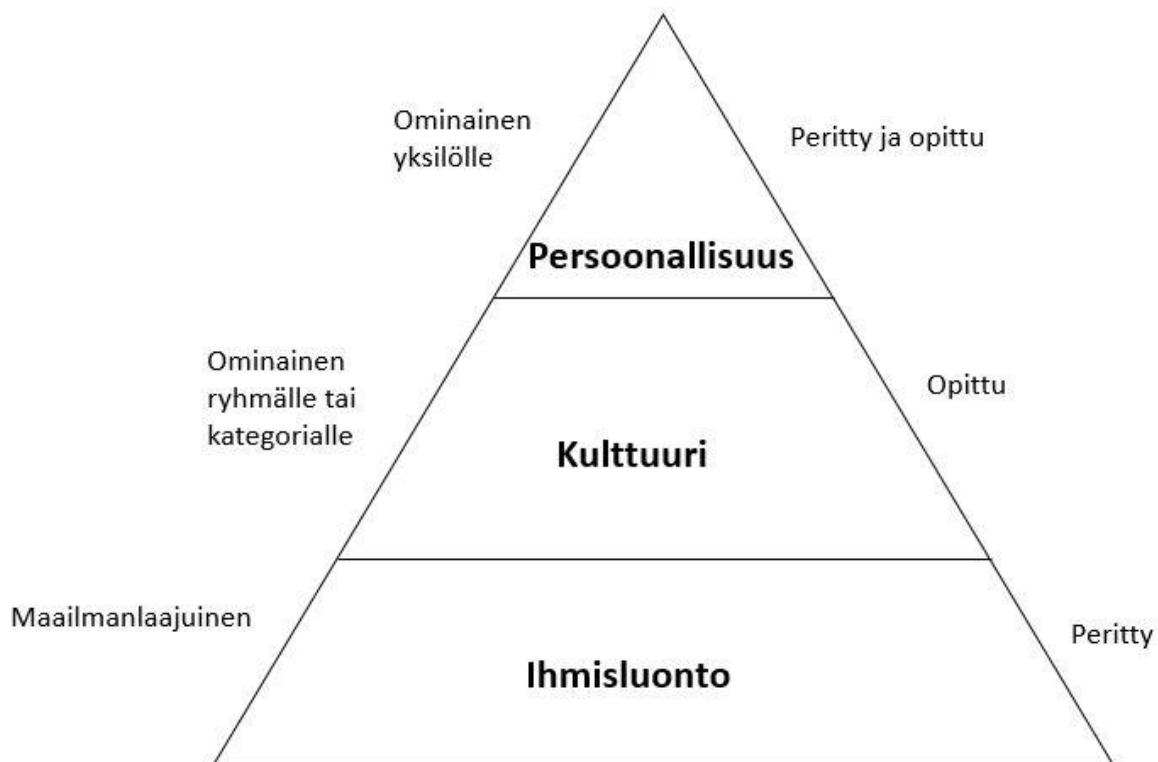 Ominainen
yksilölle
Peritty ja opittu
Persoonallisuus
Ominainen
ryhmälle tai
kategorialle
Opittu
Kulttuuri
Maailmanlaajuinen
Peritty
Ihmisluonto